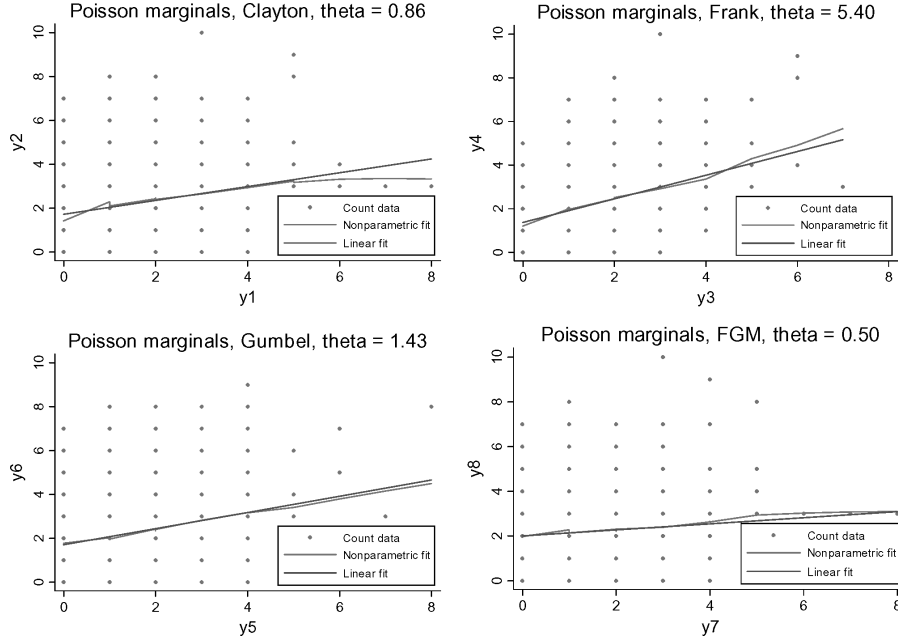 Poisson marginals, Clayton, theta = 0.86
y2
10
8
6
4
2
0
Count data
Nonparametric fit
Linear fit
0 2 4 6 8
y1
Poisson marginals, Frank, theta = 5.40
y4
10
8
6
4
2
0
Count data
Nonparametric fit
Linear fit
0 2 4 6 8
y3
Poisson marginals, Gumbel, theta = 1.43
y6
10
8
6
4
2
0
Count data
Nonparametric fit
Linear fit
0 2 4 6 8
y5
Poisson marginals, FGM, theta = 0.50
y8
10
8
6
4
2
0
Count data
Nonparametric fit
Linear fit
0 2 4 6 8
y7